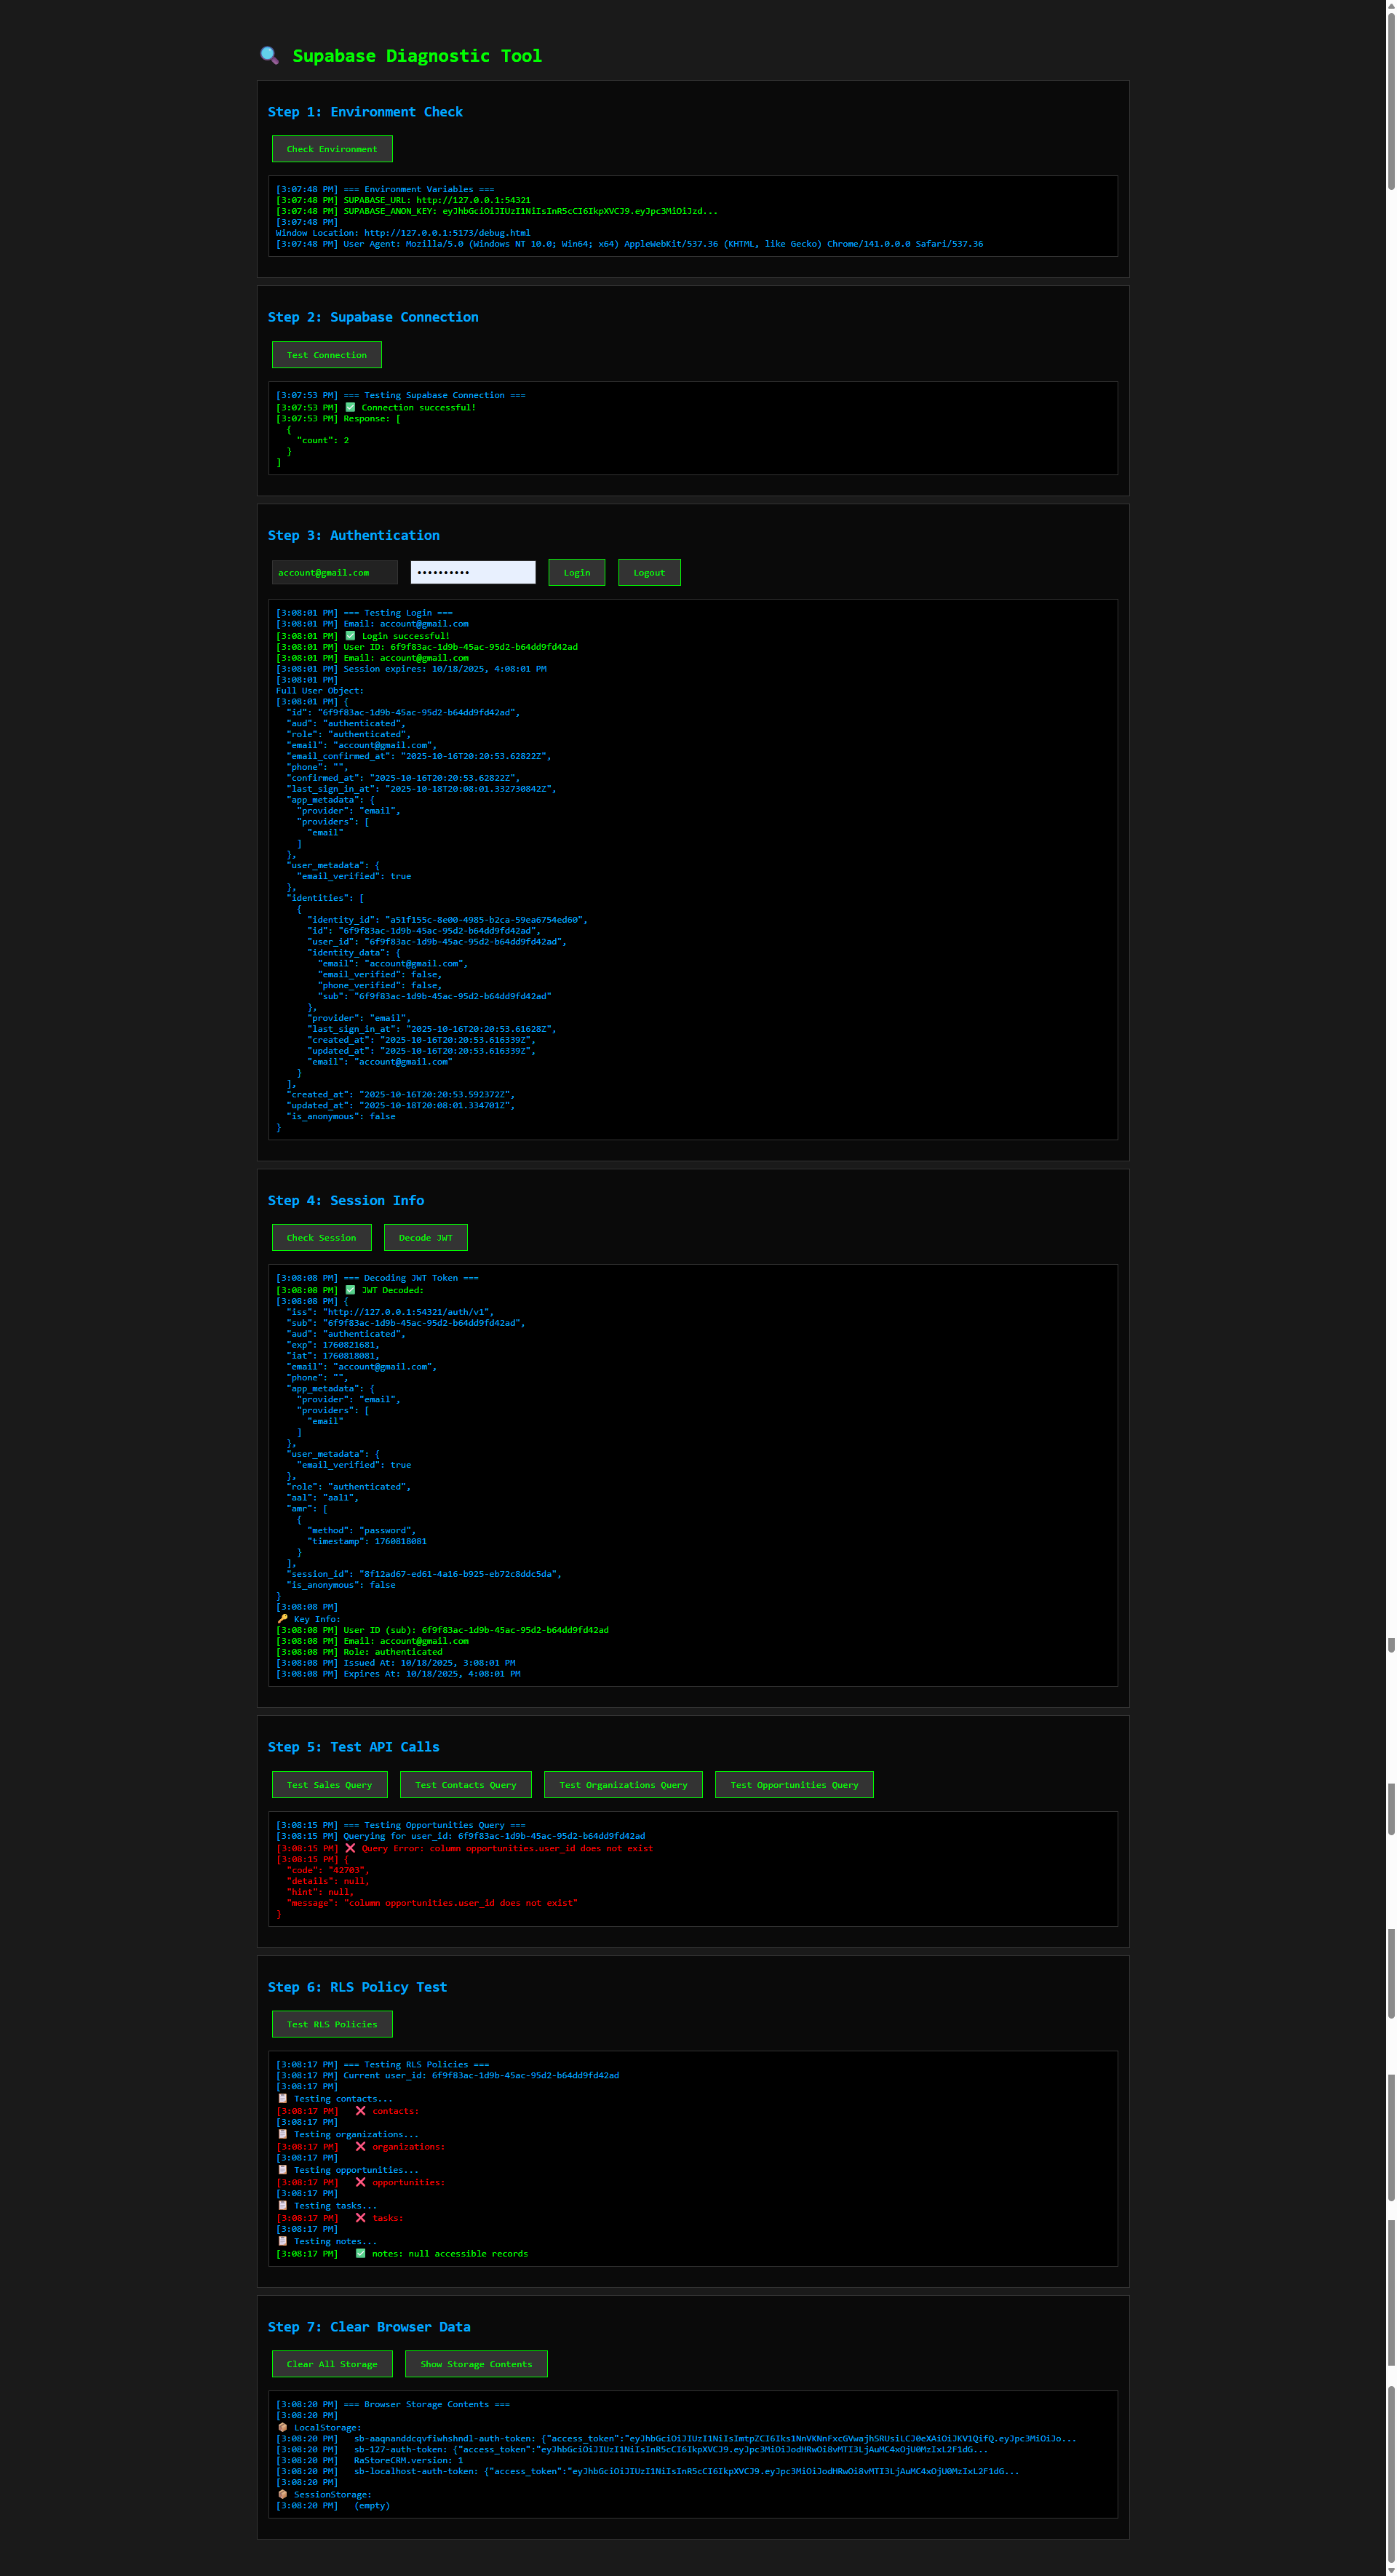 🔍 Supabase Diagnostic Tool
Step 1: Environment Check
Check Environment
[3:07:48 PM] === Environment Variables ===
[3:07:48 PM] SUPABASE_URL: http://127.0.0.1:54321
[3:07:48 PM] SUPABASE_ANON_KEY: eyJhbGciOiJIUzI1NiIsInR5cCI6IkpXVCJ9.eyJpc3MiOiJzd...
[3:07:48 PM]
Window Location: http://127.0.0.1:5173/debug.html
[3:07:48 PM] User Agent: Mozilla/5.0 (Windows NT 10.0; Win64; x64) AppleWebKit/537.36 (KHTML, like Gecko) Chrome/141.0.0.0 Safari/537.36
Step 2: Supabase Connection
Test Connection
[3:07:53 PM] === Testing Supabase Connection ===
[3:07:53 PM] ✅ Connection successful!
[3:07:53 PM] Response: [
  {
    "count": 2
  }
]
Step 3: Authentication
account@gmail.com •••••••••• Login Logout
[3:08:01 PM] === Testing Login ===
[3:08:01 PM] Email: account@gmail.com
[3:08:01 PM] ✅ Login successful!
[3:08:01 PM] User ID: 6f9f83ac-1d9b-45ac-95d2-b64dd9fd42ad
[3:08:01 PM] Email: account@gmail.com
[3:08:01 PM] Session expires: 10/18/2025, 4:08:01 PM
[3:08:01 PM]
Full User Object:
[3:08:01 PM] {
  "id": "6f9f83ac-1d9b-45ac-95d2-b64dd9fd42ad",
  "aud": "authenticated",
  "role": "authenticated",
  "email": "account@gmail.com",
  "email_confirmed_at": "2025-10-16T20:20:53.62822Z",
  "phone": "",
  "confirmed_at": "2025-10-16T20:20:53.62822Z",
  "last_sign_in_at": "2025-10-18T20:08:01.332730842Z",
  "app_metadata": {
    "provider": "email",
    "providers": [
      "email"
    ]
  },
  "user_metadata": {
    "email_verified": true
  },
  "identities": [
    {
      "identity_id": "a51f155c-8e00-4985-b2ca-59ea6754ed60",
      "id": "6f9f83ac-1d9b-45ac-95d2-b64dd9fd42ad",
      "user_id": "6f9f83ac-1d9b-45ac-95d2-b64dd9fd42ad",
      "identity_data": {
        "email": "account@gmail.com",
        "email_verified": false,
        "phone_verified": false,
        "sub": "6f9f83ac-1d9b-45ac-95d2-b64dd9fd42ad"
      },
      "provider": "email",
      "last_sign_in_at": "2025-10-16T20:20:53.61628Z",
      "created_at": "2025-10-16T20:20:53.616339Z",
      "updated_at": "2025-10-16T20:20:53.616339Z",
      "email": "account@gmail.com"
    }
  ],
  "created_at": "2025-10-16T20:20:53.592372Z",
  "updated_at": "2025-10-18T20:08:01.334701Z",
  "is_anonymous": false
}
Step 4: Session Info
Check Session Decode JWT
[3:08:08 PM] === Decoding JWT Token ===
[3:08:08 PM] ✅ JWT Decoded:
[3:08:08 PM] {
  "iss": "http://127.0.0.1:54321/auth/v1",
  "sub": "6f9f83ac-1d9b-45ac-95d2-b64dd9fd42ad",
  "aud": "authenticated",
  "exp": 1760821681,
  "iat": 1760818081,
  "email": "account@gmail.com",
  "phone": "",
  "app_metadata": {
    "provider": "email",
    "providers": [
      "email"
    ]
  },
  "user_metadata": {
    "email_verified": true
  },
  "role": "authenticated",
  "aal": "aal1",
  "amr": [
    {
      "method": "password",
      "timestamp": 1760818081
    }
  ],
  "session_id": "8f12ad67-ed61-4a16-b925-eb72c8ddc5da",
  "is_anonymous": false
}
[3:08:08 PM]
🔑 Key Info:
[3:08:08 PM] User ID (sub): 6f9f83ac-1d9b-45ac-95d2-b64dd9fd42ad
[3:08:08 PM] Email: account@gmail.com
[3:08:08 PM] Role: authenticated
[3:08:08 PM] Issued At: 10/18/2025, 3:08:01 PM
[3:08:08 PM] Expires At: 10/18/2025, 4:08:01 PM
Step 5: Test API Calls
Test Sales Query Test Contacts Query Test Organizations Query Test Opportunities Query
[3:08:15 PM] === Testing Opportunities Query ===
[3:08:15 PM] Querying for user_id: 6f9f83ac-1d9b-45ac-95d2-b64dd9fd42ad
[3:08:15 PM] ❌ Query Error: column opportunities.user_id does not exist
[3:08:15 PM] {
  "code": "42703",
  "details": null,
  "hint": null,
  "message": "column opportunities.user_id does not exist"
}
Step 6: RLS Policy Test
Test RLS Policies
[3:08:17 PM] === Testing RLS Policies ===
[3:08:17 PM] Current user_id: 6f9f83ac-1d9b-45ac-95d2-b64dd9fd42ad
[3:08:17 PM]
📋 Testing contacts...
[3:08:17 PM]   ❌ contacts:
[3:08:17 PM]
📋 Testing organizations...
[3:08:17 PM]   ❌ organizations:
[3:08:17 PM]
📋 Testing opportunities...
[3:08:17 PM]   ❌ opportunities:
[3:08:17 PM]
📋 Testing tasks...
[3:08:17 PM]   ❌ tasks:
[3:08:17 PM]
📋 Testing notes...
[3:08:17 PM]   ✅ notes: null accessible records
Step 7: Clear Browser Data
Clear All Storage Show Storage Contents
[3:08:20 PM] === Browser Storage Contents ===
[3:08:20 PM]
📦 LocalStorage:
[3:08:20 PM]   sb-aaqnanddcqvfiwhshndl-auth-token: {"access_token":"eyJhbGciOiJIUzI1NiIsImtpZCI6Iks1NnVKNnFxcGVwajhSRUsiLCJ0eXAiOiJKV1QifQ.eyJpc3MiOiJo...
[3:08:20 PM]   sb-127-auth-token: {"access_token":"eyJhbGciOiJIUzI1NiIsInR5cCI6IkpXVCJ9.eyJpc3MiOiJodHRwOi8vMTI3LjAuMC4xOjU0MzIxL2F1dG...
[3:08:20 PM]   RaStoreCRM.version: 1
[3:08:20 PM]   sb-localhost-auth-token: {"access_token":"eyJhbGciOiJIUzI1NiIsInR5cCI6IkpXVCJ9.eyJpc3MiOiJodHRwOi8vMTI3LjAuMC4xOjU0MzIxL2F1dG...
[3:08:20 PM]
📦 SessionStorage:
[3:08:20 PM]   (empty)